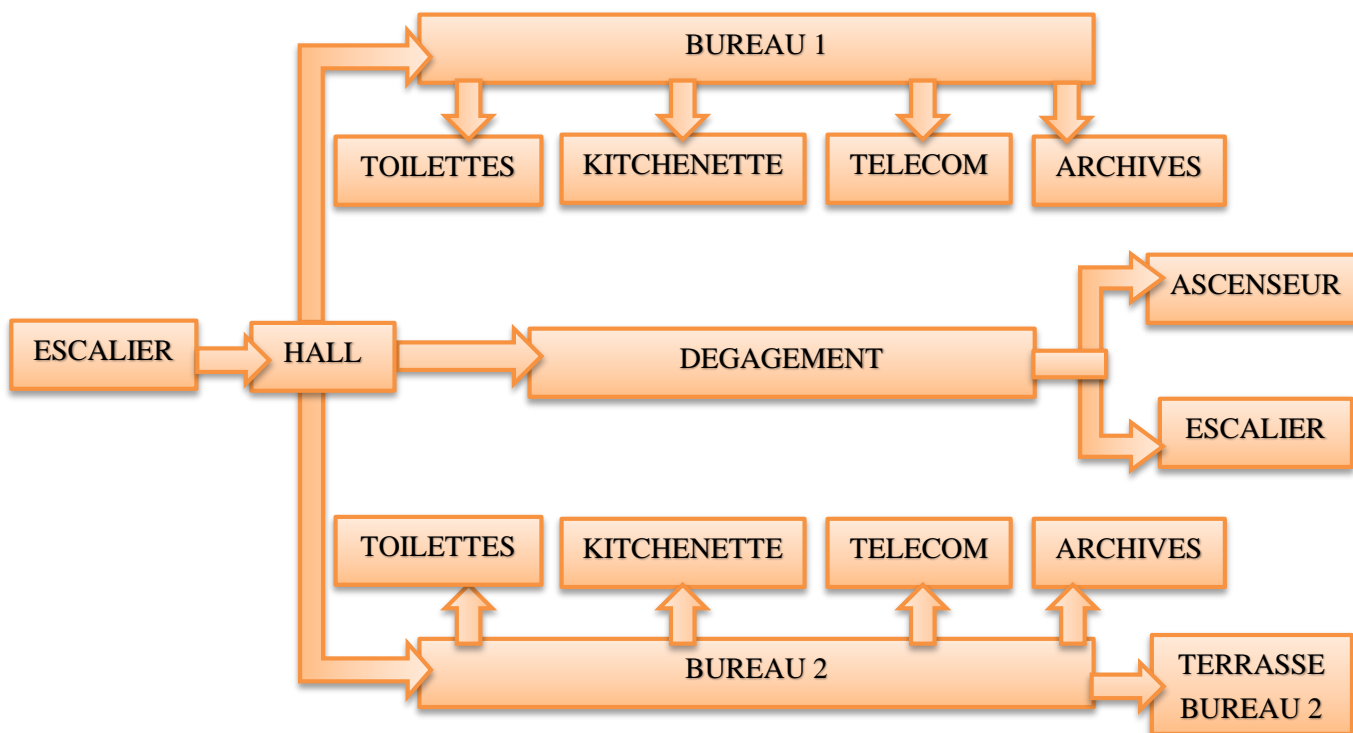 BUREAU 1
TOILETTES
KITCHENETTE
TELECOM
ARCHIVES
ASCENSEUR
ESCALIER
HALL
DEGAGEMENT
ESCALIER
TOILETTES
KITCHENETTE
TELECOM
ARCHIVES
BUREAU 2
TERRASSE
BUREAU 2